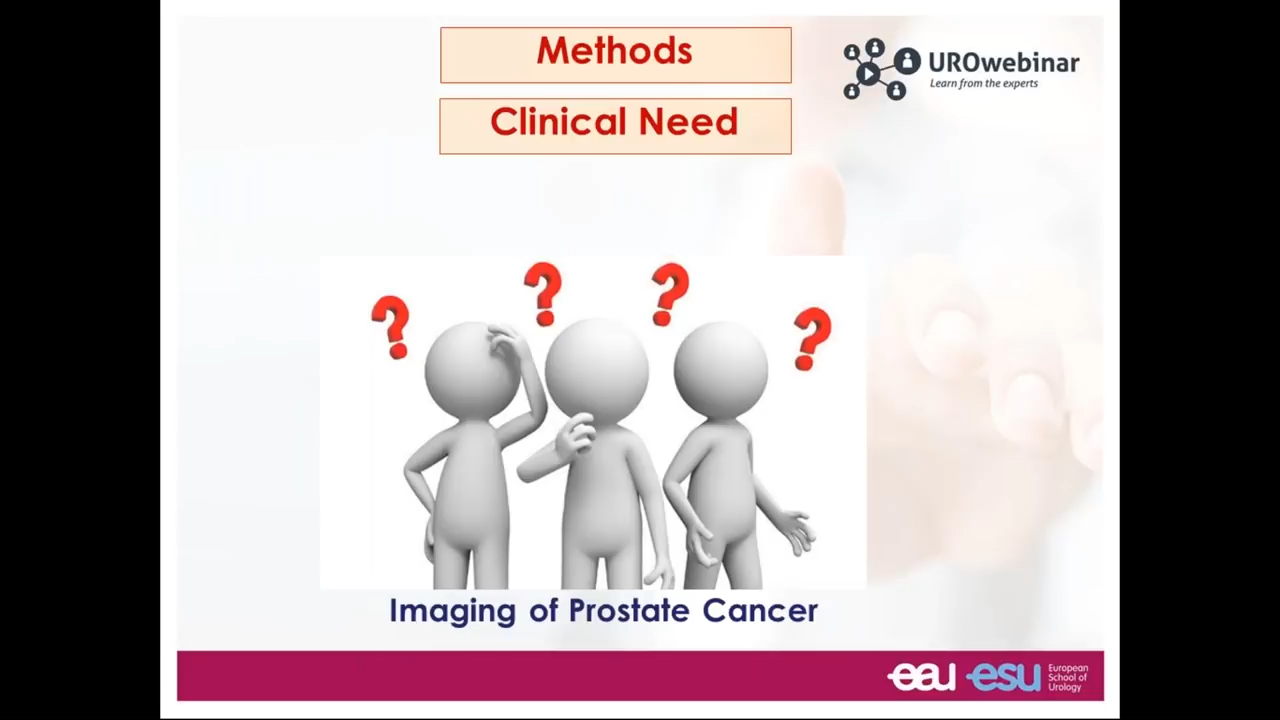 Methods
UROwebinar
Learn from the experts
Clinical Need
? ? ? ?
Imaging of Prostate Cancer
eau esu European
School of
Urology